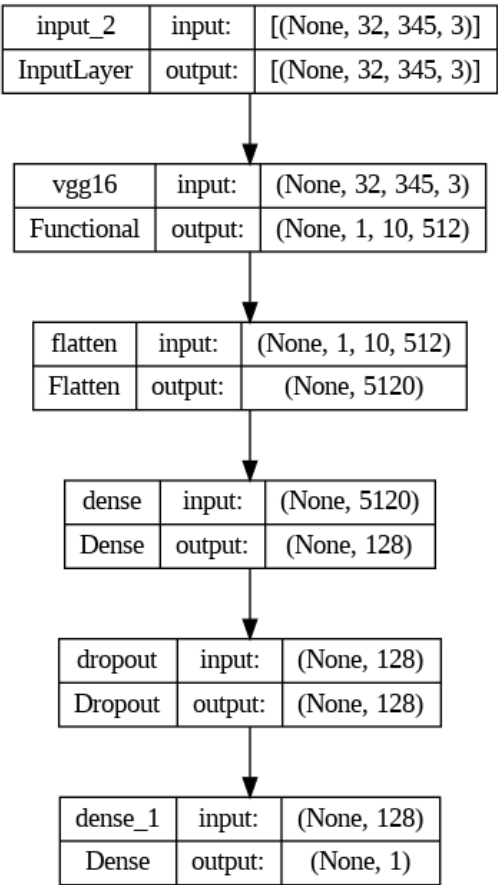 input_2 input: [(None, 32, 345, 3)]
InputLayer output: [(None, 32, 345, 3)]
vgg16 input: (None, 32, 345, 3)
Functional output: (None, 1, 10, 512)
flatten input: (None, 1, 10, 512)
Flatten output: (None, 5120)
dense input: (None, 5120)
Dense output: (None, 128)
dropout input: (None, 128)
Dropout output: (None, 128)
dense_1 input: (None, 128)
Dense output: (None, 1)